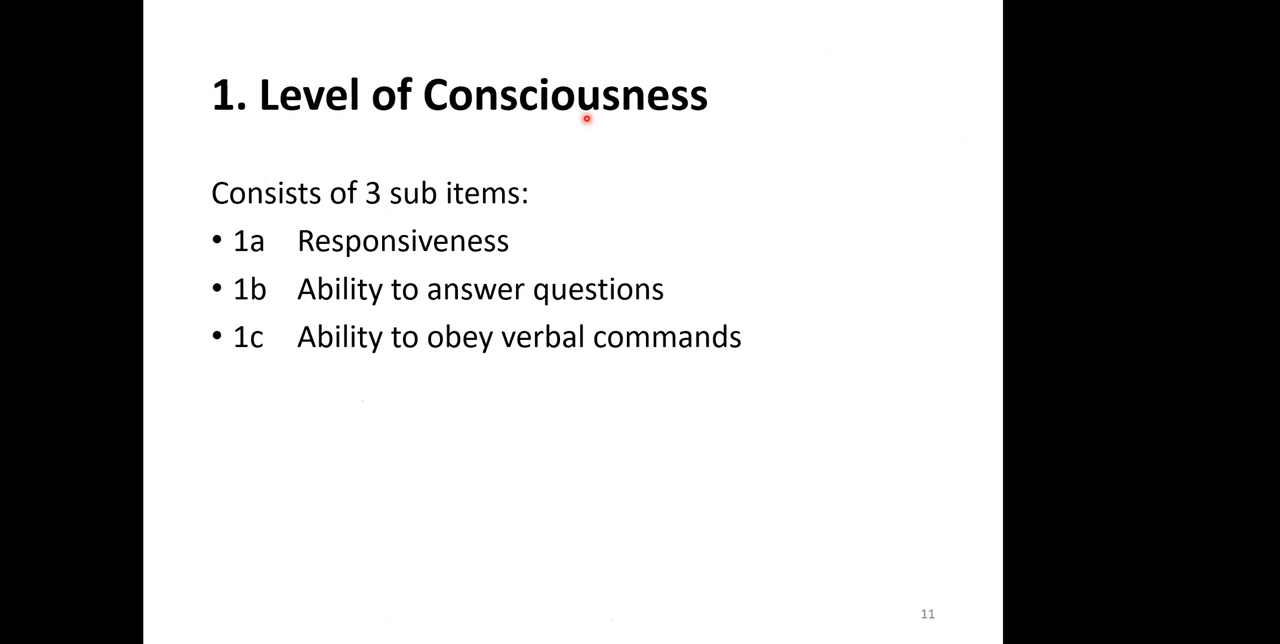 1. Level of Consciousness
Consists of 3 sub items:
• 1a Responsiveness
• 1b Ability to answer questions
• 1c Ability to obey verbal commands
11